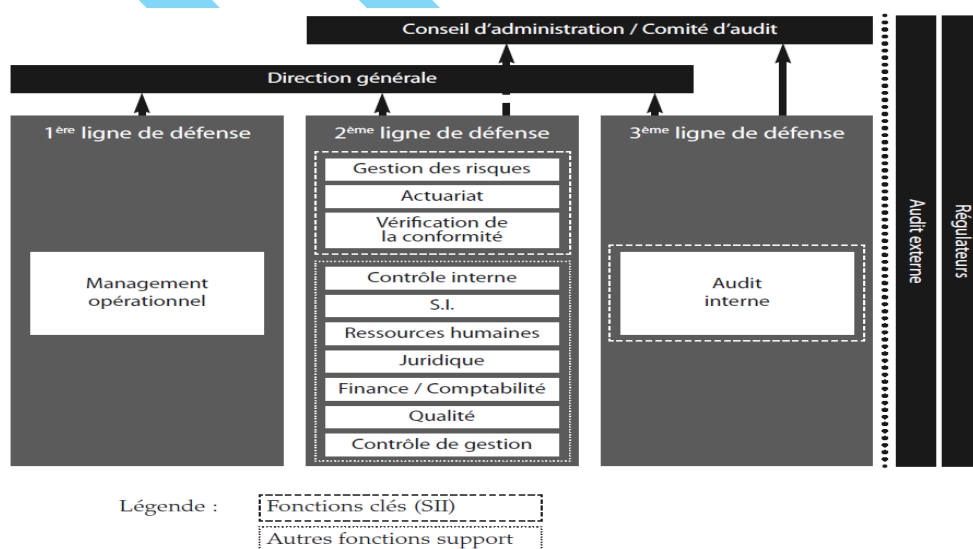 Conseil d'administration / Comité d'audit
Direction générale
1ère ligne de défense
Management
opérationnel
2ème ligne de défense
Gestion des risques
Actuariat
Vérification de
la conformité
Contrôle interne
S.I.
Ressources humaines
Juridique
Finance / Comptabilité
Qualité
Contrôle de gestion
3ème ligne de défense
Audit
interne
Audit externe
Régulateurs
Légende :
Fonctions clés (SII)
Autres fonctions support